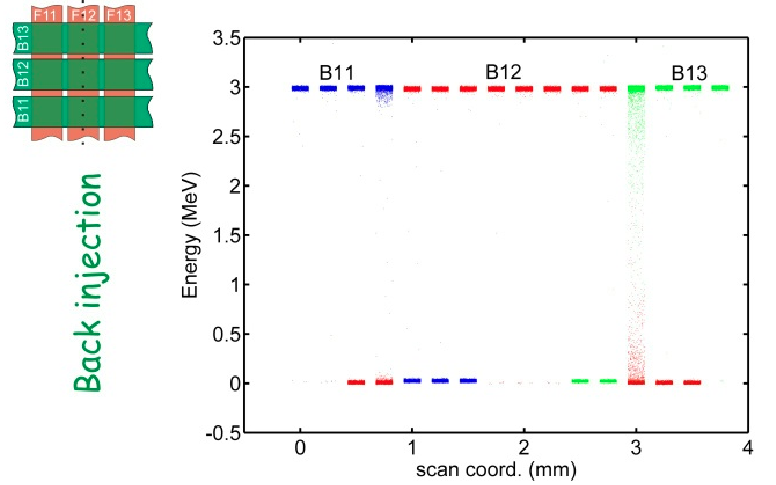 F11 F12 F13
B13
B12
B11
Back injection
B11 B12 B13
3.5
3
2.5
2
1.5
1
0.5
0
-0.5
Energy (MeV)
0 1 2 3 4
scan coord. (mm)